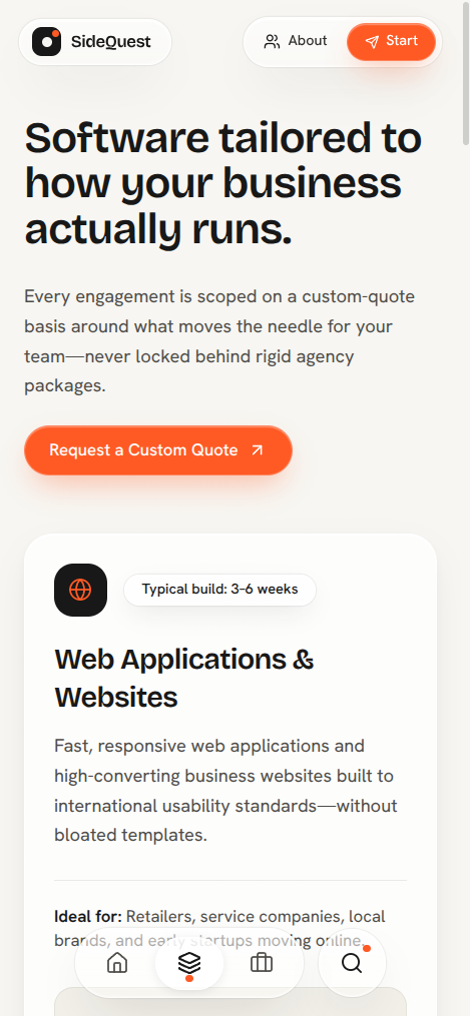 SideQuest
About
Start
Software tailored to
how your business
actually runs.
Every engagement is scoped on a custom-quote
basis around what moves the needle for your
team—never locked behind rigid agency
packages.
Request a Custom Quote
Typical build: 3-6 weeks
Web Applications &
Websites
Fast, responsive web applications and
high-converting business websites built to
international usability standards—without
bloated templates.
Ideal for: Retailers, service companies, local
brands, and early startups moving online.